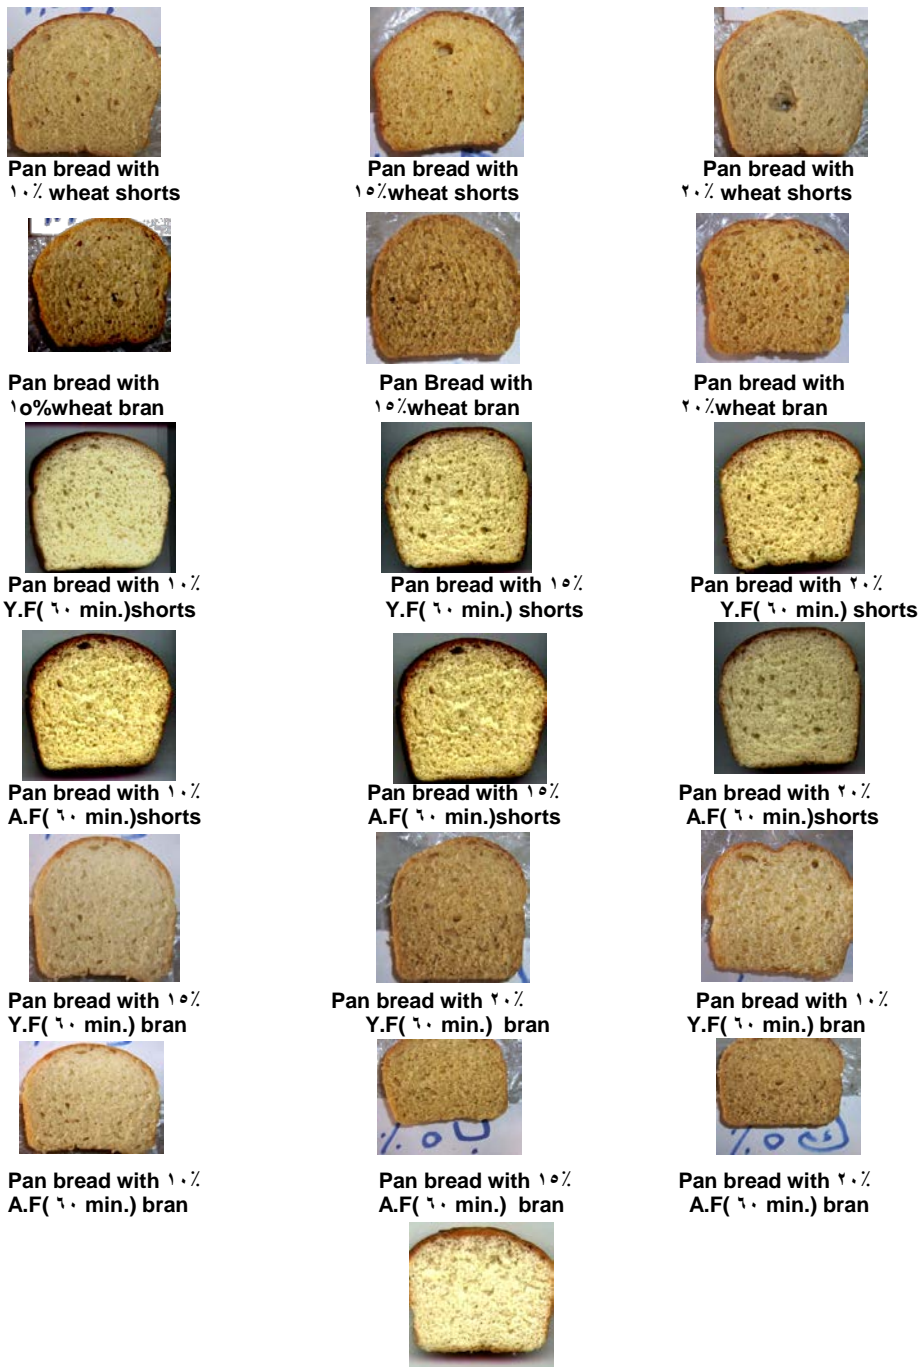 Pan bread with
١٠٪ wheat shorts
Pan bread with
١٥٪wheat shorts
Pan bread with
٢٠٪ wheat shorts
Pan bread with
١o%wheat bran
Pan Bread with
١٥٪wheat bran
Pan bread with
٢٠٪wheat bran
Pan bread with ١٠٪
Y.F( ٦٠ min.)shorts
Pan bread with ١٥٪
Y.F( ٦٠ min.) shorts
Pan bread with ٢٠٪
Y.F( ٦٠ min.) shorts
Pan bread with ١٠٪
A.F( ٦٠ min.)shorts
Pan bread with ١٥٪
A.F( ٦٠ min.)shorts
Pan bread with ٢٠٪
A.F( ٦٠ min.)shorts
Pan bread with ١٥٪
Y.F( ٦٠ min.) bran
Pan bread with ٢٠٪
Y.F( ٦٠ min.) bran
Pan bread with ١٠٪
Y.F( ٦٠ min.) bran
Pan bread with ١٠٪
A.F( ٦٠ min.) bran
Pan bread with ١٥٪
A.F( ٦٠ min.) bran
Pan bread with ٢٠٪
A.F( ٦٠ min.) bran